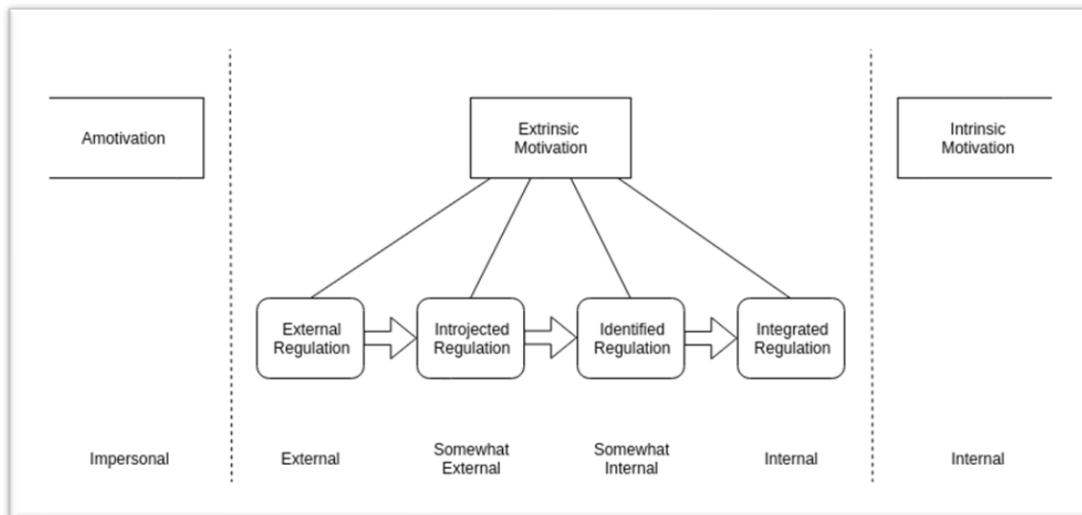 Amotivation
Extrinsic
Motivation
Intrinsic
Motivation
External
Regulation
Introjected
Regulation
Identified
Regulation
Integrated
Regulation
Impersonal
External
Somewhat
External
Somewhat
Internal
Internal
Internal